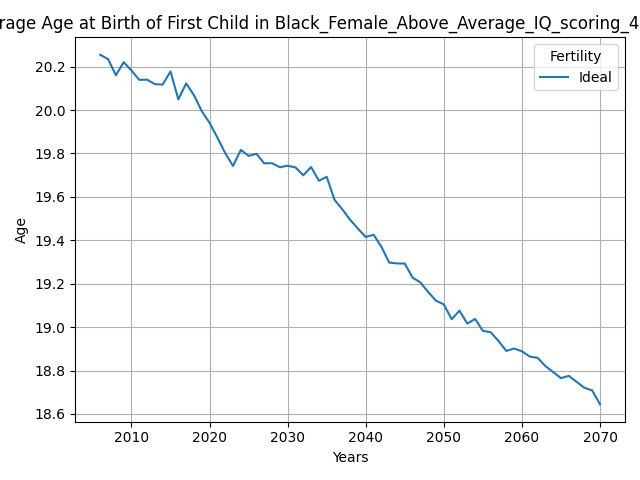 rage Age at Birth of First Child in Black_Female_Above_Average_IQ_scoring_4
Fertility
Ideal
20.2
20.0
19.8
19.6
19.4
19.2
19.0
18.8
18.6
Age
2010 2020 2030 2040 2050 2060 2070
Years